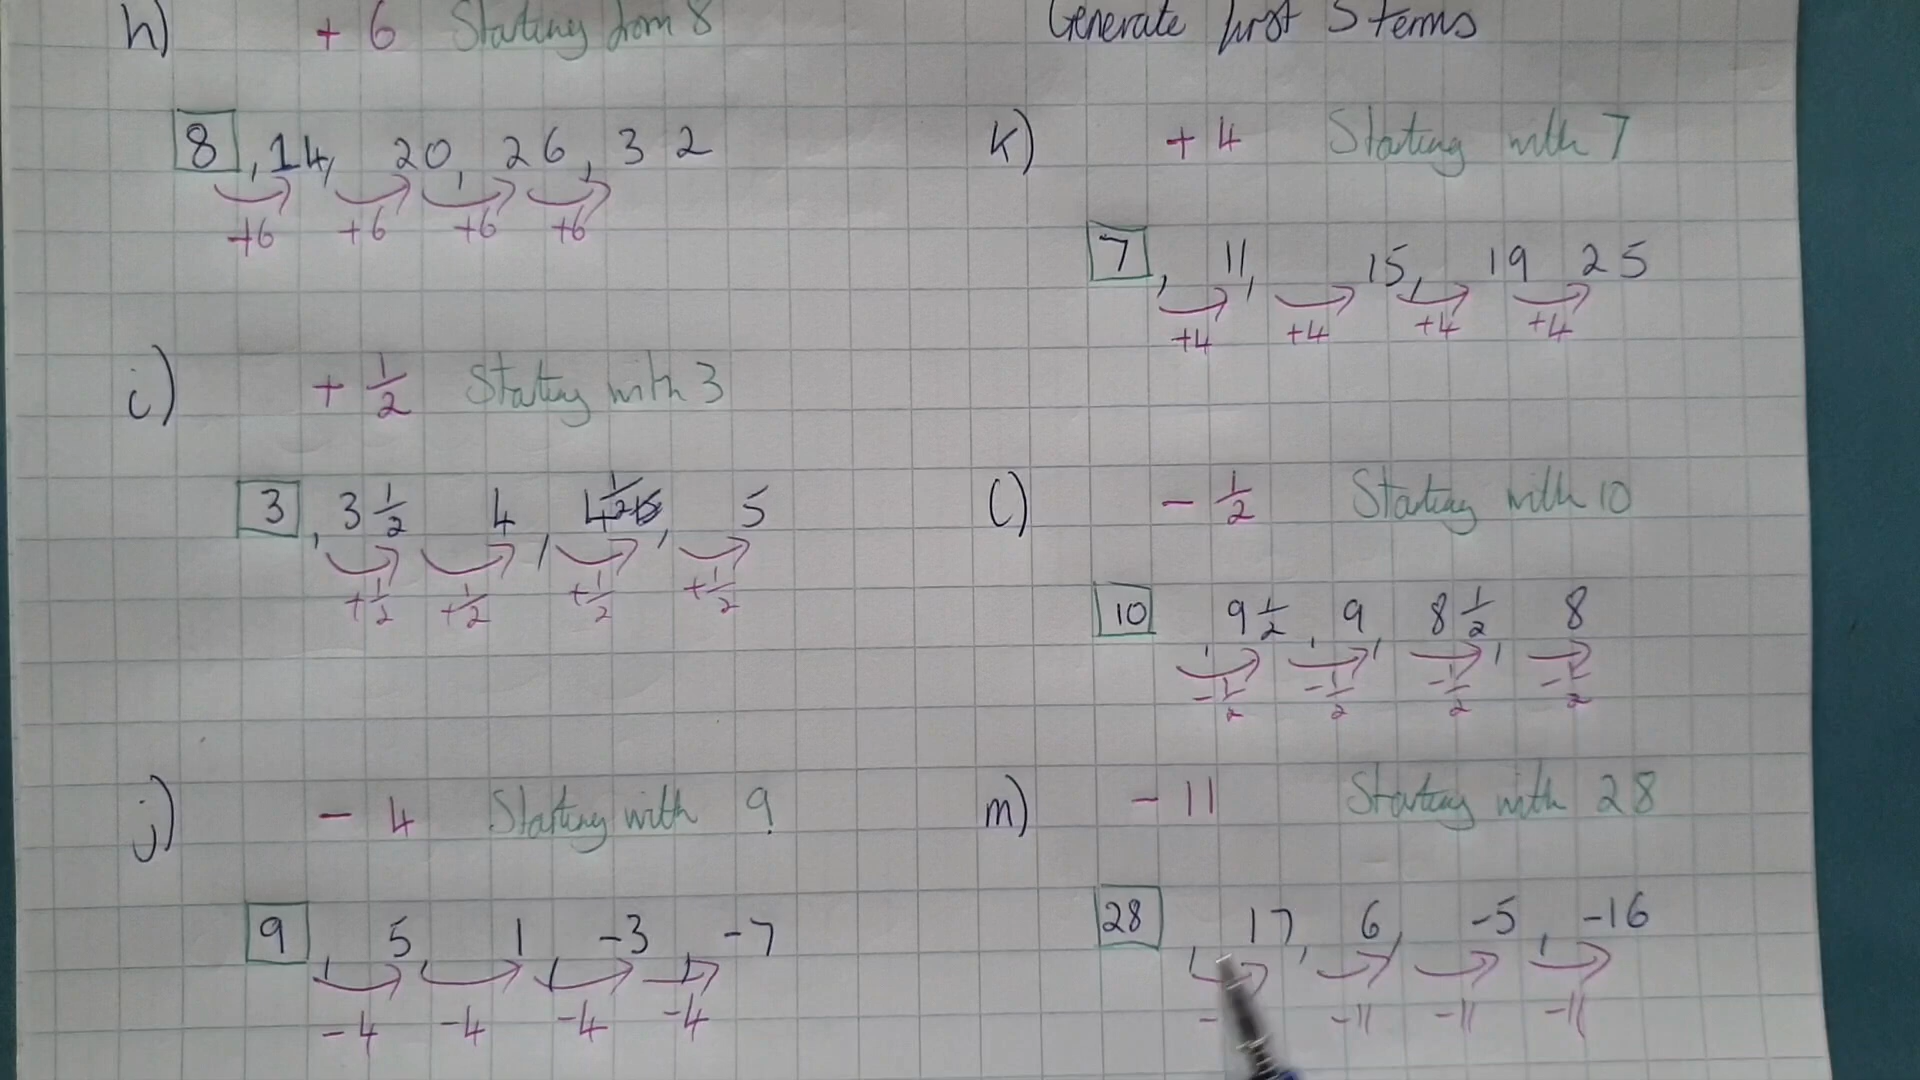 h) + 6 Starting from 8
8, 14, 20, 26, 32
+6 +6 +6 +6
i) + 1/2 Starting with 3
3, 3 1/2 4, 4 1/2, 5
+1/2 +1/2 +1/2 +1/2
j) - 4 Starting with 9
9, 5, 1, -3, -7
-4 -4 -4 -4
Generate first 5 terms
k) + 4 Starting with 7
7, 11, 15, 19 25
+4 +4 +4 +4
l) - 1/2 Starting with 10
10, 9 1/2, 9, 8 1/2, 8
-1/2 -1/2 -1/2 -1/2
m) - 11 Starting with 28
28, 17, 6, -5, -16
- -11 -11 -11